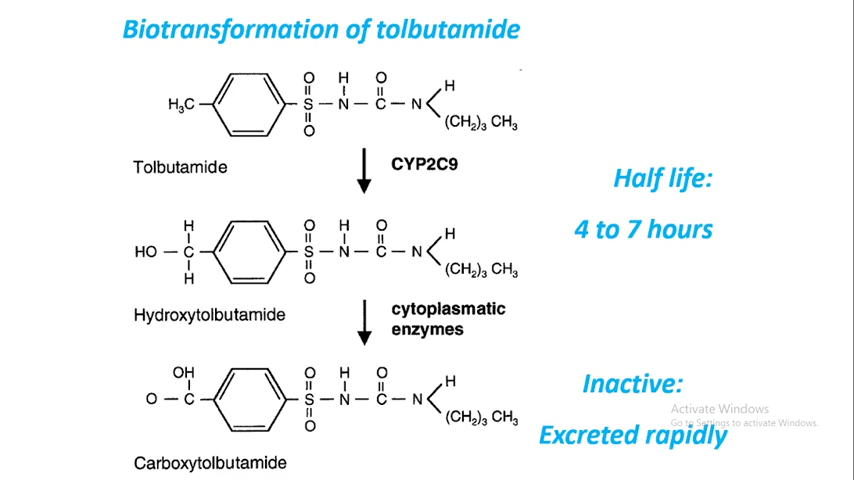 Biotransformation of tolbutamide
O H O
H
H₃C S N C N
O
(CH₂)₃ CH₃
Tolbutamide
CYP2C9
Half life:
4 to 7 hours
H O H O
H
HO C S N C N
H O
(CH₂)₃ CH₃
Hydroxytolbutamide
cytoplasmatic
enzymes
OH O H O
H
O C S N C N
O
(CH₂)₃ CH₃
Carboxytolbutamide
Inactive:
Activate Windows
Go to Settings to activate Windows.
Excreted rapidly